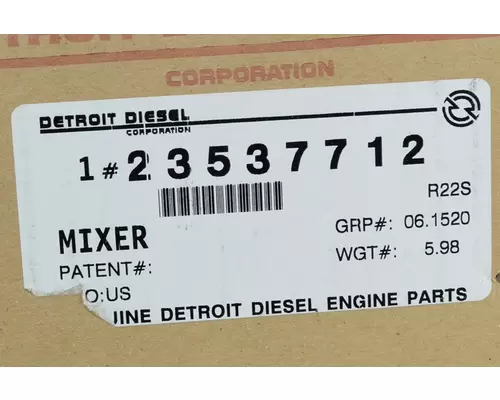 CORPORATION
DETROIT DIESEL
CORPORATION
1 # 23537712
R22S
MIXER
GRP#: 06.1520
PATENT#:
WGT#: 5.98
O:US
INE DETROIT DIESEL ENGINE PARTS